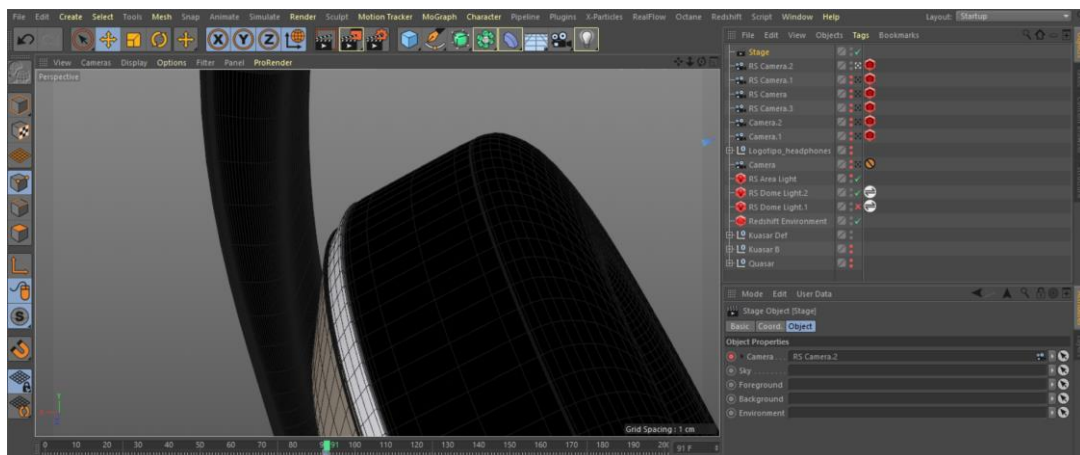 File Edit Create Select Tools Mesh Snap Animate Simulate Render Sculpt Motion Tracker MoGraph Character Pipeline Plugins X-Particles RealFlow Octane Redshift Script Window Help Layout: Startup
File Edit View Objects Tags Bookmarks
View Cameras Display Options Filter Panel ProRender
Perspective
Stage
RS Camera.2
RS Camera.1
RS Camera
RS Camera.3
Camera.2
Camera.1
Logotipo_headphones
Camera
RS Area Light
RS Dome Light.2
RS Dome Light.1
Redshift Environment
Kuasar Def
Kuasar B
Quasar
Mode Edit User Data
Stage Object [Stage]
Basic Coord. Object
Object Properties
Camera . . . RS Camera.2
Sky . . . . . . . .
Foreground
Background
Environment
Grid Spacing : 1 cm
0 10 20 30 40 50 60 70 80 91 100 110 120 130 140 150 160 170 180 190 91 F